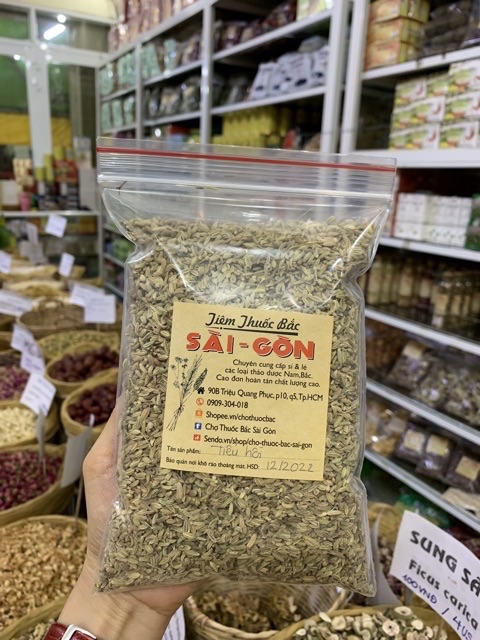 Tiệm Thuốc Bắc
SÀI-GÒN
Chuyên cung cấp sỉ & lẻ
các loại thảo dược Nam,Bắc.
Cao đơn hoàn tán chất lượng cao.
90B Triệu Quang Phục,p10,q5,Tp.HCM
0909-304-018
Shopee.vn/chothuocbac
Chợ Thuốc Bắc Sài Gòn
Sendo.vn/shop/cho-thuoc-bac-sai-gon
Tên sản phẩm: Tiểu hồi
Bảo quản nơi khô ráo thoáng mát. HSD: 12/2022
SUNG SẤ
Ficus carica
100VNĐ / 4US